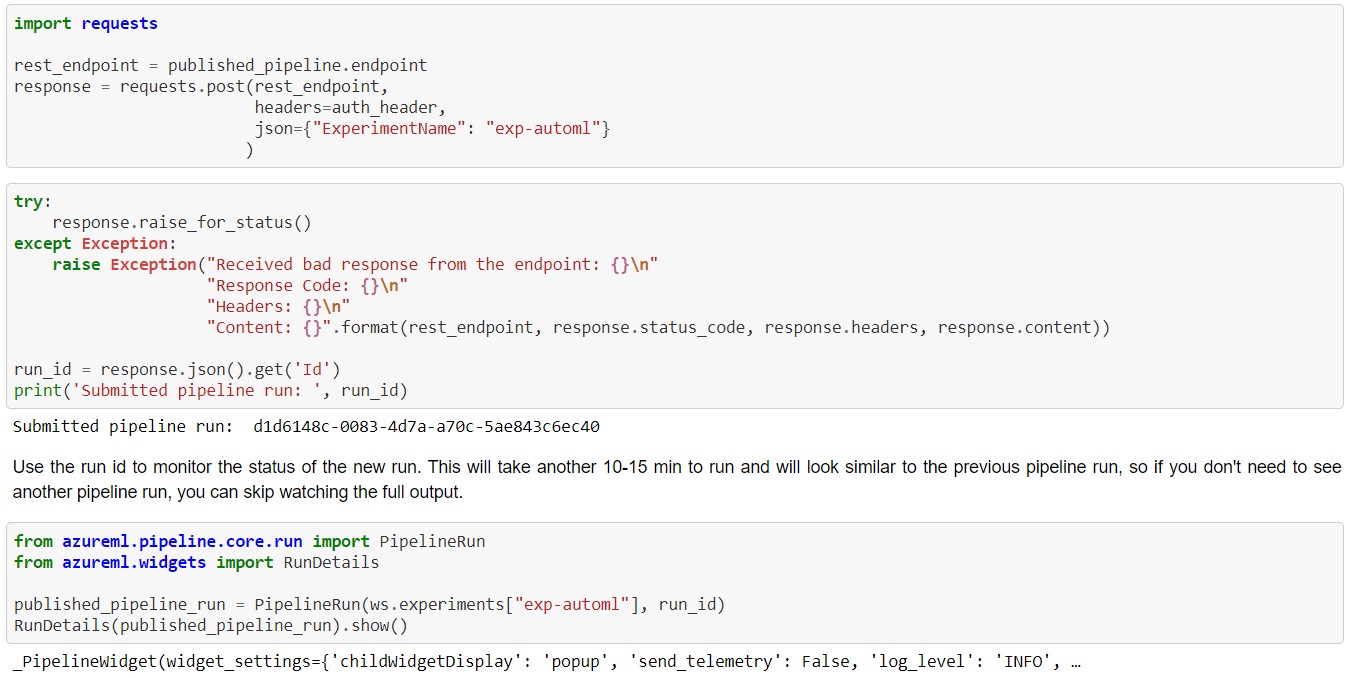 import requests
rest_endpoint = published_pipeline.endpoint
response = requests.post(rest_endpoint,
                         headers=auth_header,
                         json={"ExperimentName": "exp-automl"}
                        )
try:
    response.raise_for_status()
except Exception:
    raise Exception("Received bad response from the endpoint: {}\n"
                    "Response Code: {}\n"
                    "Headers: {}\n"
                    "Content: {}".format(rest_endpoint, response.status_code, response.headers, response.content))
run_id = response.json().get('Id')
print('Submitted pipeline run: ', run_id)
Submitted pipeline run:  d1d6148c-0083-4d7a-a70c-5ae843c6ec40
Use the run id to monitor the status of the new run. This will take another 10-15 min to run and will look similar to the previous pipeline run, so if you don't need to see
another pipeline run, you can skip watching the full output.
from azureml.pipeline.core.run import PipelineRun
from azureml.widgets import RunDetails
published_pipeline_run = PipelineRun(ws.experiments["exp-automl"], run_id)
RunDetails(published_pipeline_run).show()
_PipelineWidget(widget_settings={'childWidgetDisplay': 'popup', 'send_telemetry': False, 'log_level': 'INFO', …